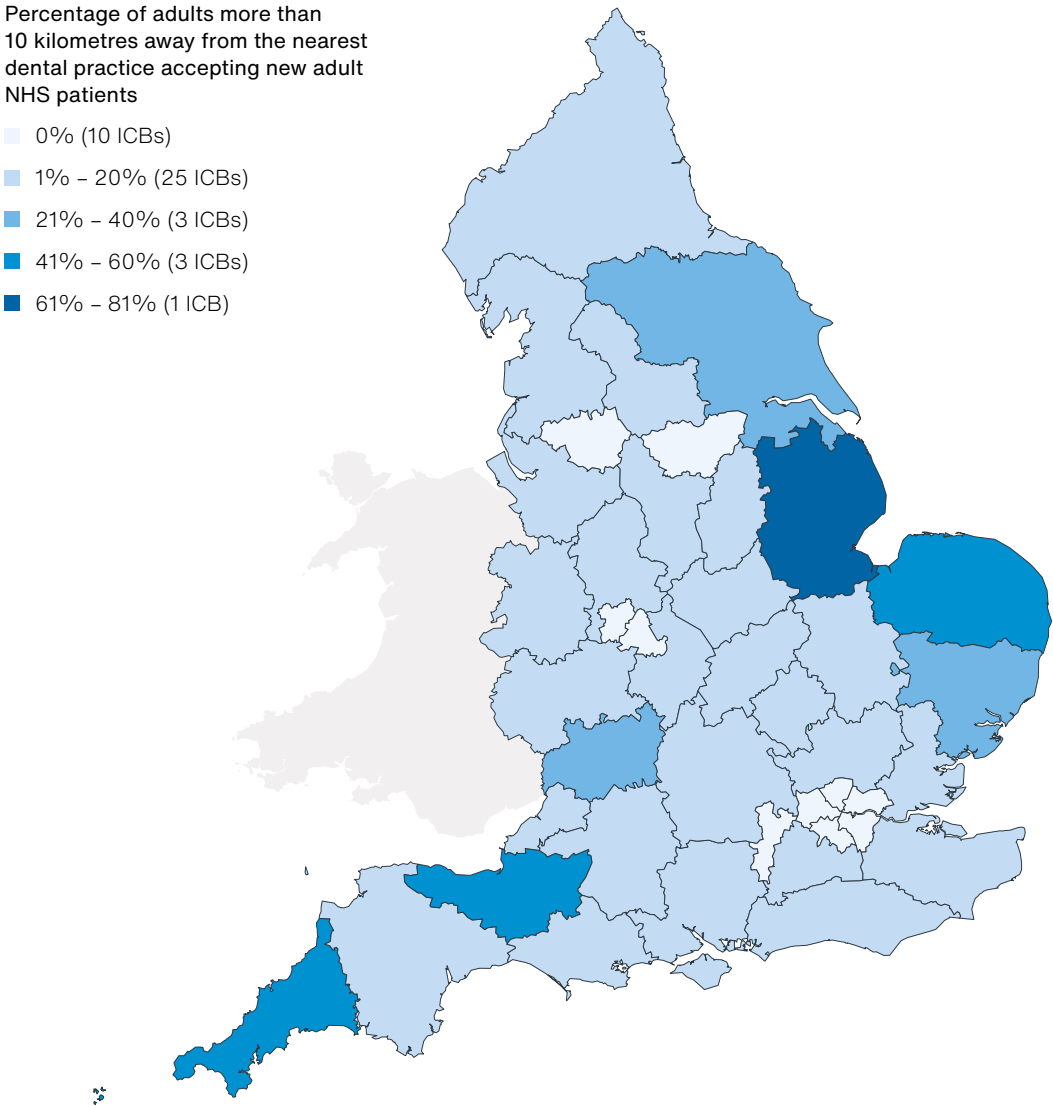 Percentage of adults more than
10 kilometres away from the nearest
dental practice accepting new adult
NHS patients
0% (10 ICBs)
1% – 20% (25 ICBs)
21% – 40% (3 ICBs)
41% – 60% (3 ICBs)
61% – 81% (1 ICB)